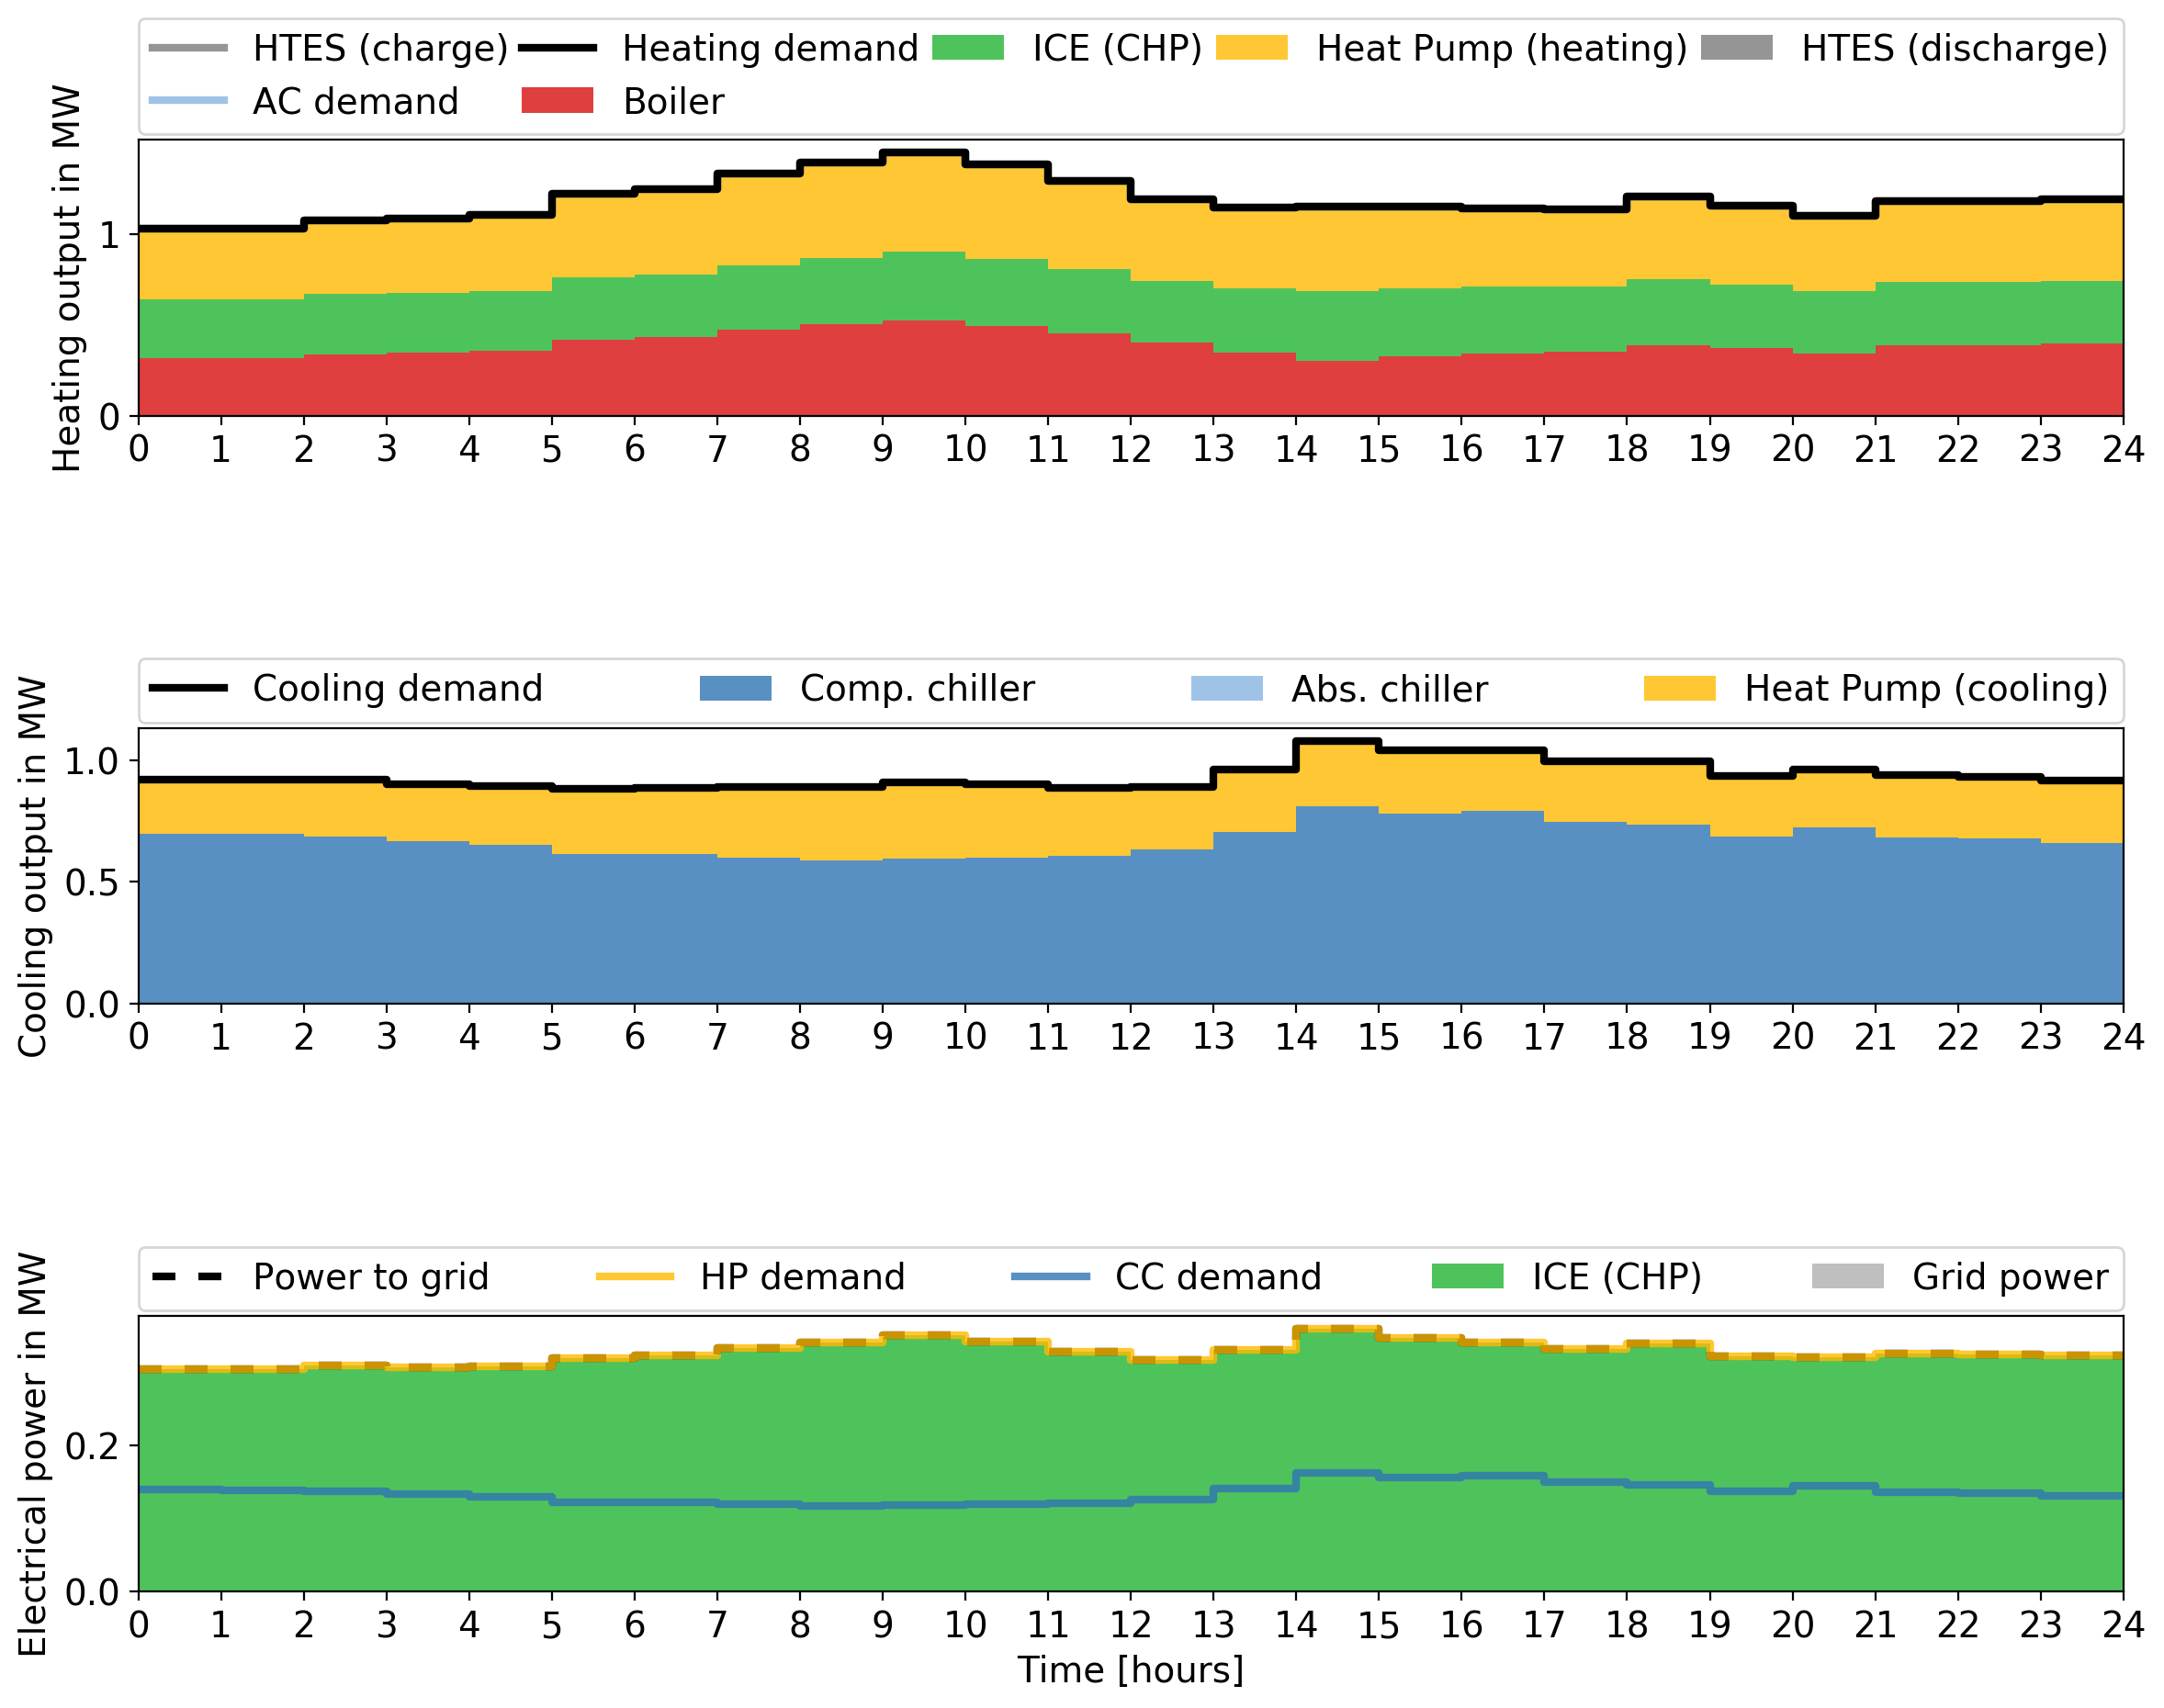 HTES (charge) Heating demand ICE (CHP) Heat Pump (heating) HTES (discharge)
AC demand Boiler
Heating output in MW
1
0
0 1 2 3 4 5 6 7 8 9 10 11 12 13 14 15 16 17 18 19 20 21 22 23 24
Cooling demand Comp. chiller Abs. chiller Heat Pump (cooling)
Cooling output in MW
1.0
0.5
0.0
0 1 2 3 4 5 6 7 8 9 10 11 12 13 14 15 16 17 18 19 20 21 22 23 24
Power to grid HP demand CC demand ICE (CHP) Grid power
Electrical power in MW
0.2
0.0
0 1 2 3 4 5 6 7 8 9 10 11 12 13 14 15 16 17 18 19 20 21 22 23 24
Time [hours]